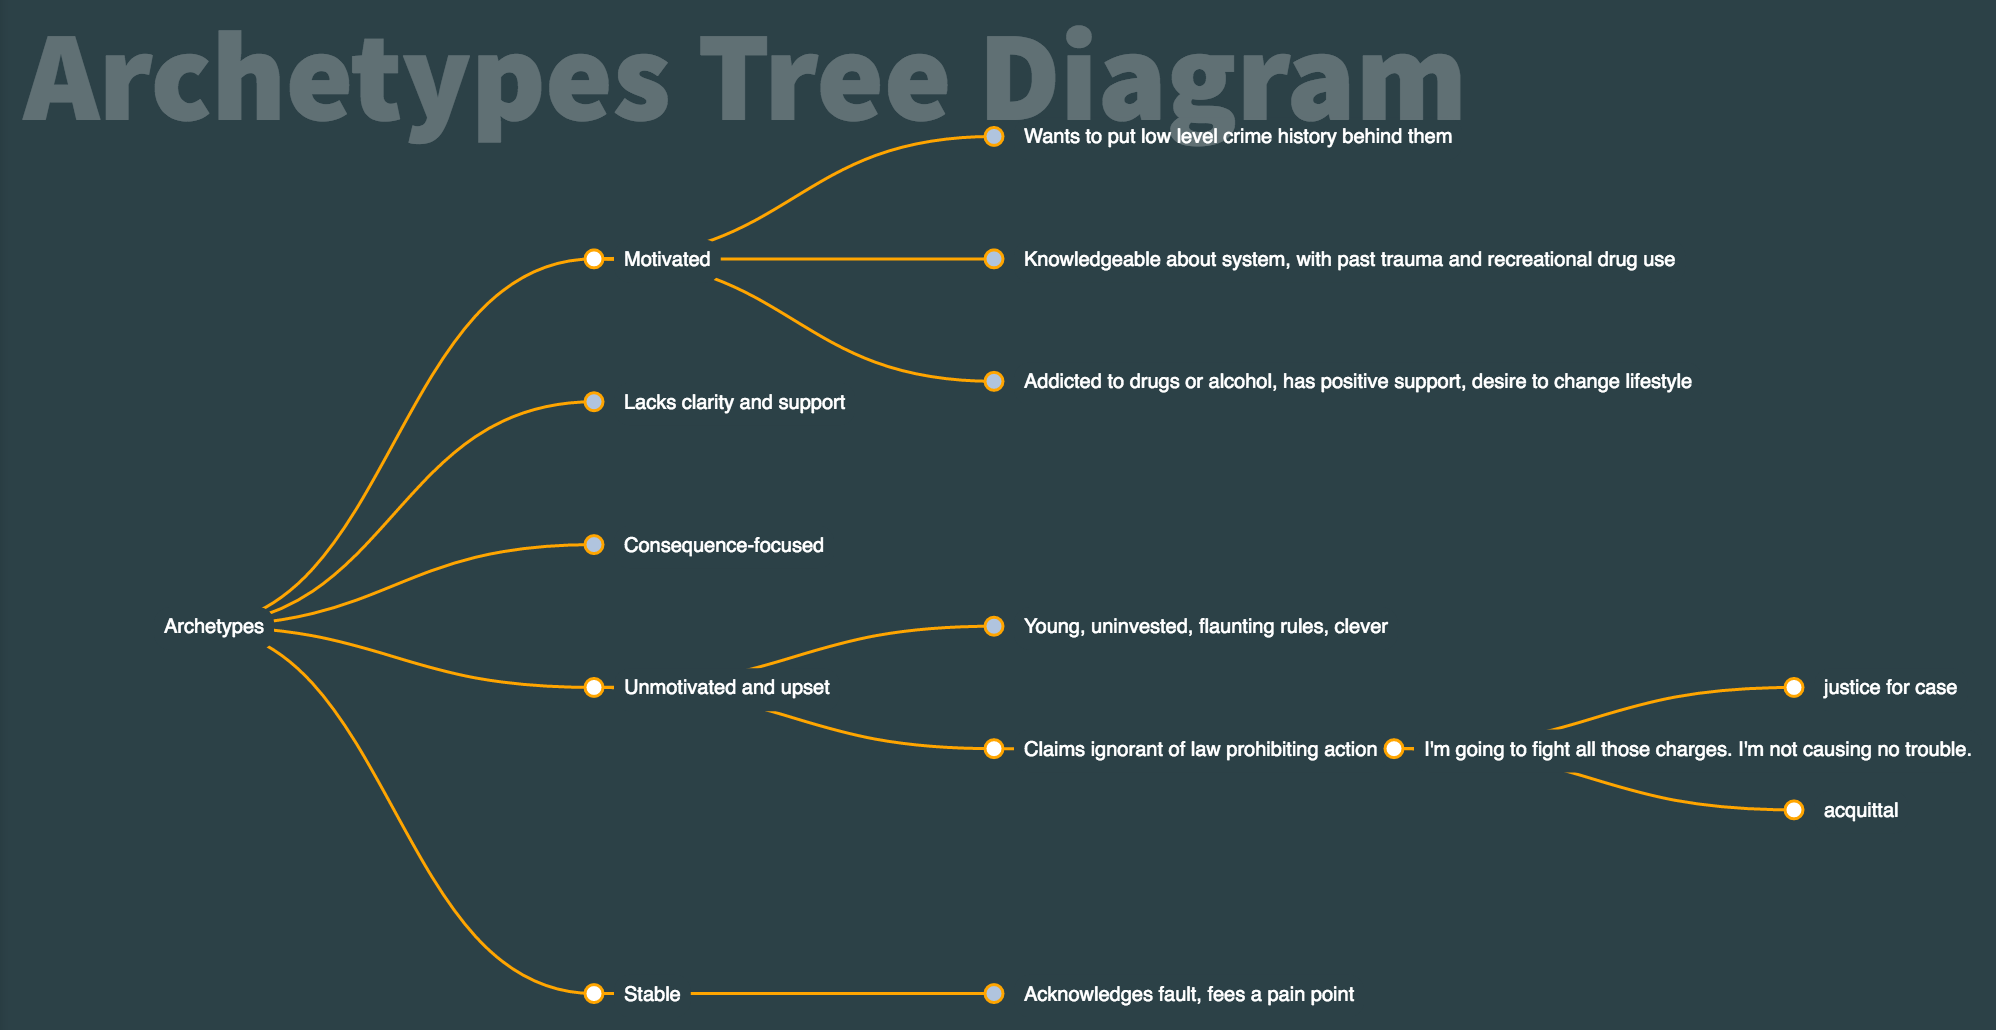 Archetypes Tree Diagram
Wants to put low level crime history behind them
Motivated
Knowledgeable about system, with past trauma and recreational drug use
Addicted to drugs or alcohol, has positive support, desire to change lifestyle
Lacks clarity and support
Consequence-focused
Archetypes
Young, uninvested, flaunting rules, clever
Unmotivated and upset
justice for case
Claims ignorant of law prohibiting action
I'm going to fight all those charges. I'm not causing no trouble.
acquittal
Stable
Acknowledges fault, fees a pain point